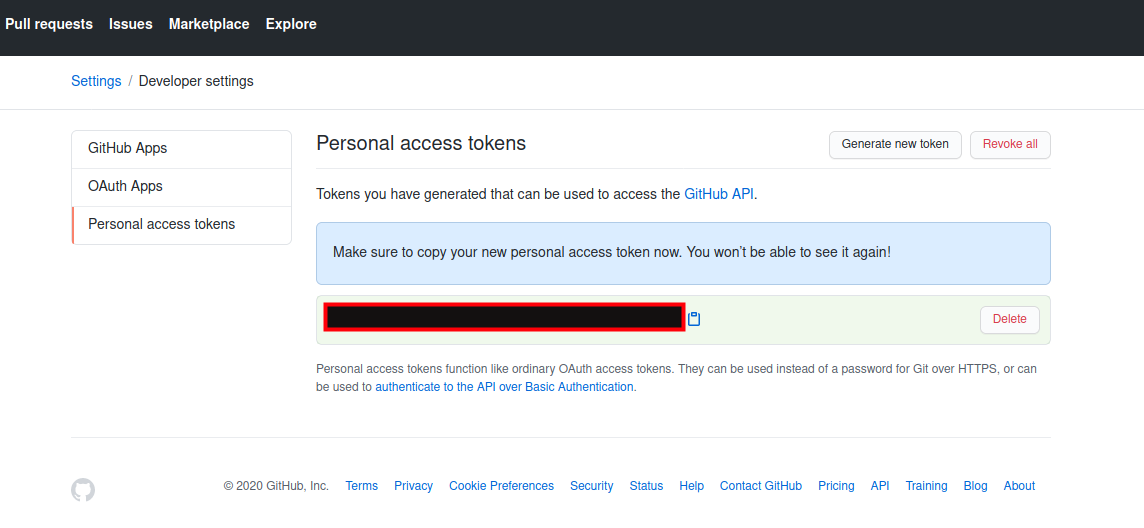 Pull requests Issues Marketplace Explore
Settings / Developer settings
GitHub Apps
OAuth Apps
Personal access tokens
Personal access tokens
Generate new token
Revoke all
Tokens you have generated that can be used to access the GitHub API.
Make sure to copy your new personal access token now. You won't be able to see it again!
Delete
Personal access tokens function like ordinary OAuth access tokens. They can be used instead of a password for Git over HTTPS, or can
be used to authenticate to the API over Basic Authentication.
© 2020 GitHub, Inc. Terms Privacy Cookie Preferences Security Status Help Contact GitHub Pricing API Training Blog About